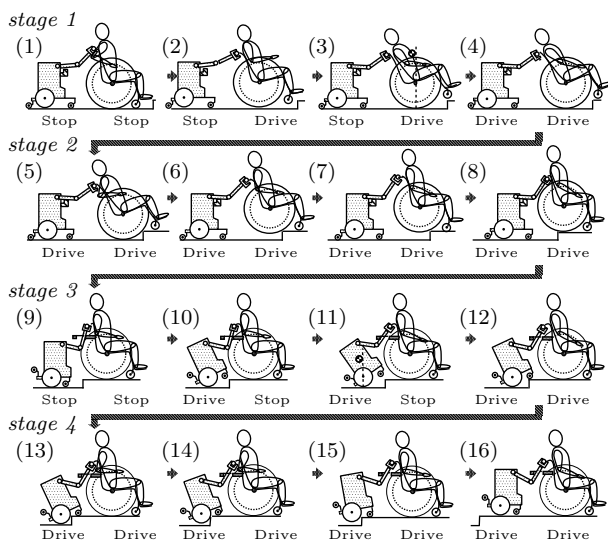 stage 1
(1) (2) (3) (4)
Stop Stop Stop Drive Stop Drive Drive Drive
stage 2
(5) (6) (7) (8)
Drive Drive Drive Drive Drive Drive Drive Drive
stage 3
(9) (10) (11) (12)
Stop Stop Drive Stop Drive Stop Drive Drive
stage 4
(13) (14) (15) (16)
Drive Drive Drive Drive Drive Drive Drive Drive